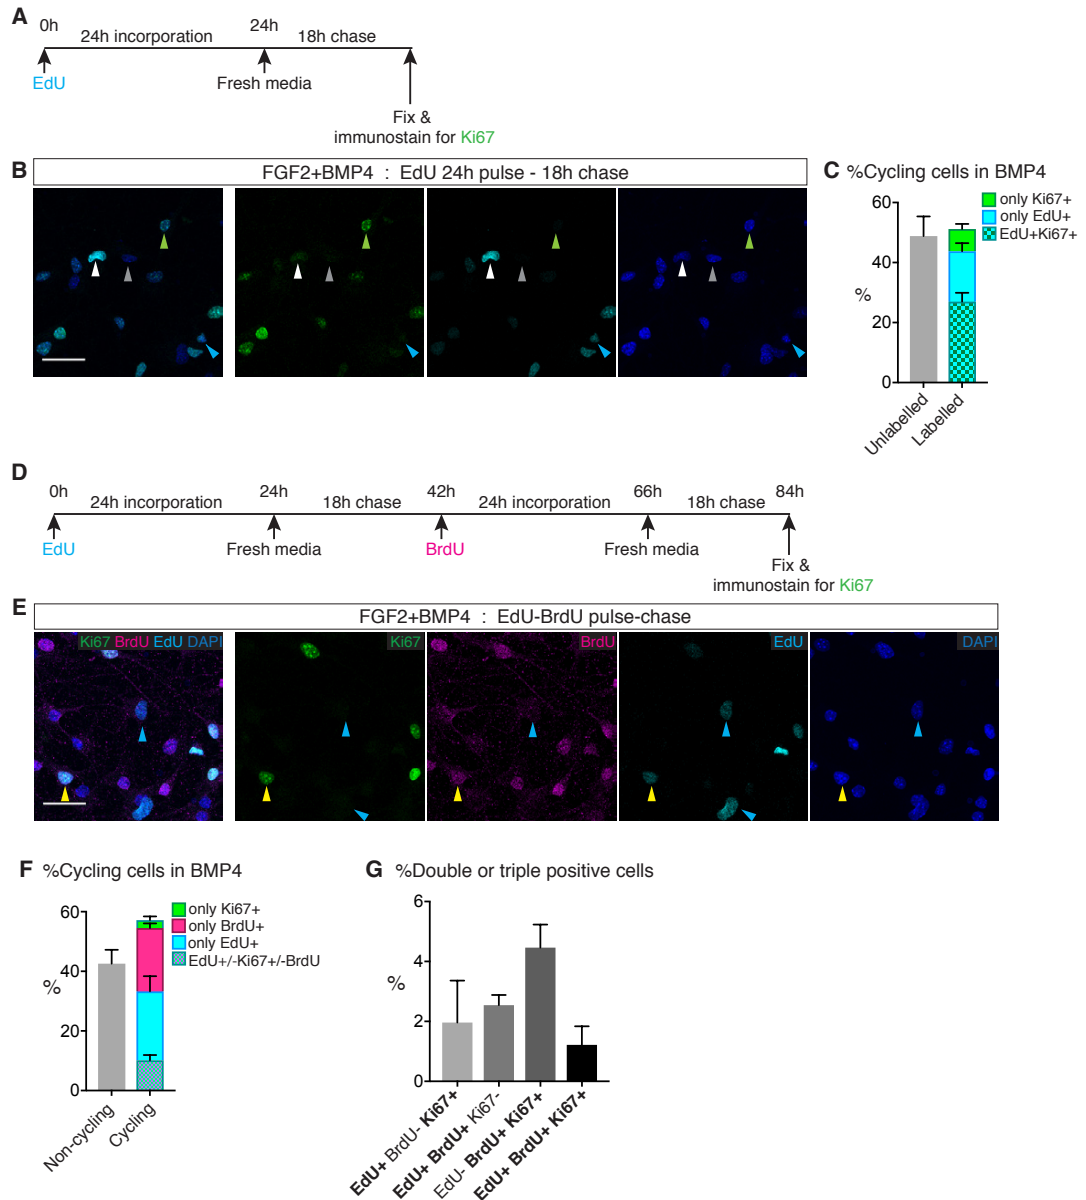 A
0h
24h
24h incorporation
18h chase
EdU
Fresh media
Fix &
immunostain for Ki67
B
FGF2+BMP4 : EdU 24h pulse - 18h chase
C %Cycling cells in BMP4
only Ki67+
only EdU+
EdU+Ki67+
60
40
%
20
0
Unlabelled
Labelled
D
0h
24h
42h
66h
84h
24h incorporation
18h chase
24h incorporation
18h chase
EdU
Fresh media
BrdU
Fresh media
Fix &
immunostain for Ki67
E
FGF2+BMP4 : EdU-BrdU pulse-chase
Ki67 BrdU EdU DAPI
Ki67
BrdU
EdU
DAPI
F %Cycling cells in BMP4
only Ki67+
only BrdU+
only EdU+
EdU+/-Ki67+/-BrdU
60
40
%
20
0
Non-cycling
Cycling
G %Double or triple positive cells
6
4
%
2
0
EdU+ BrdU- Ki67+
EdU+ BrdU+ Ki67-
EdU- BrdU+ Ki67+
EdU+ BrdU+ Ki67+